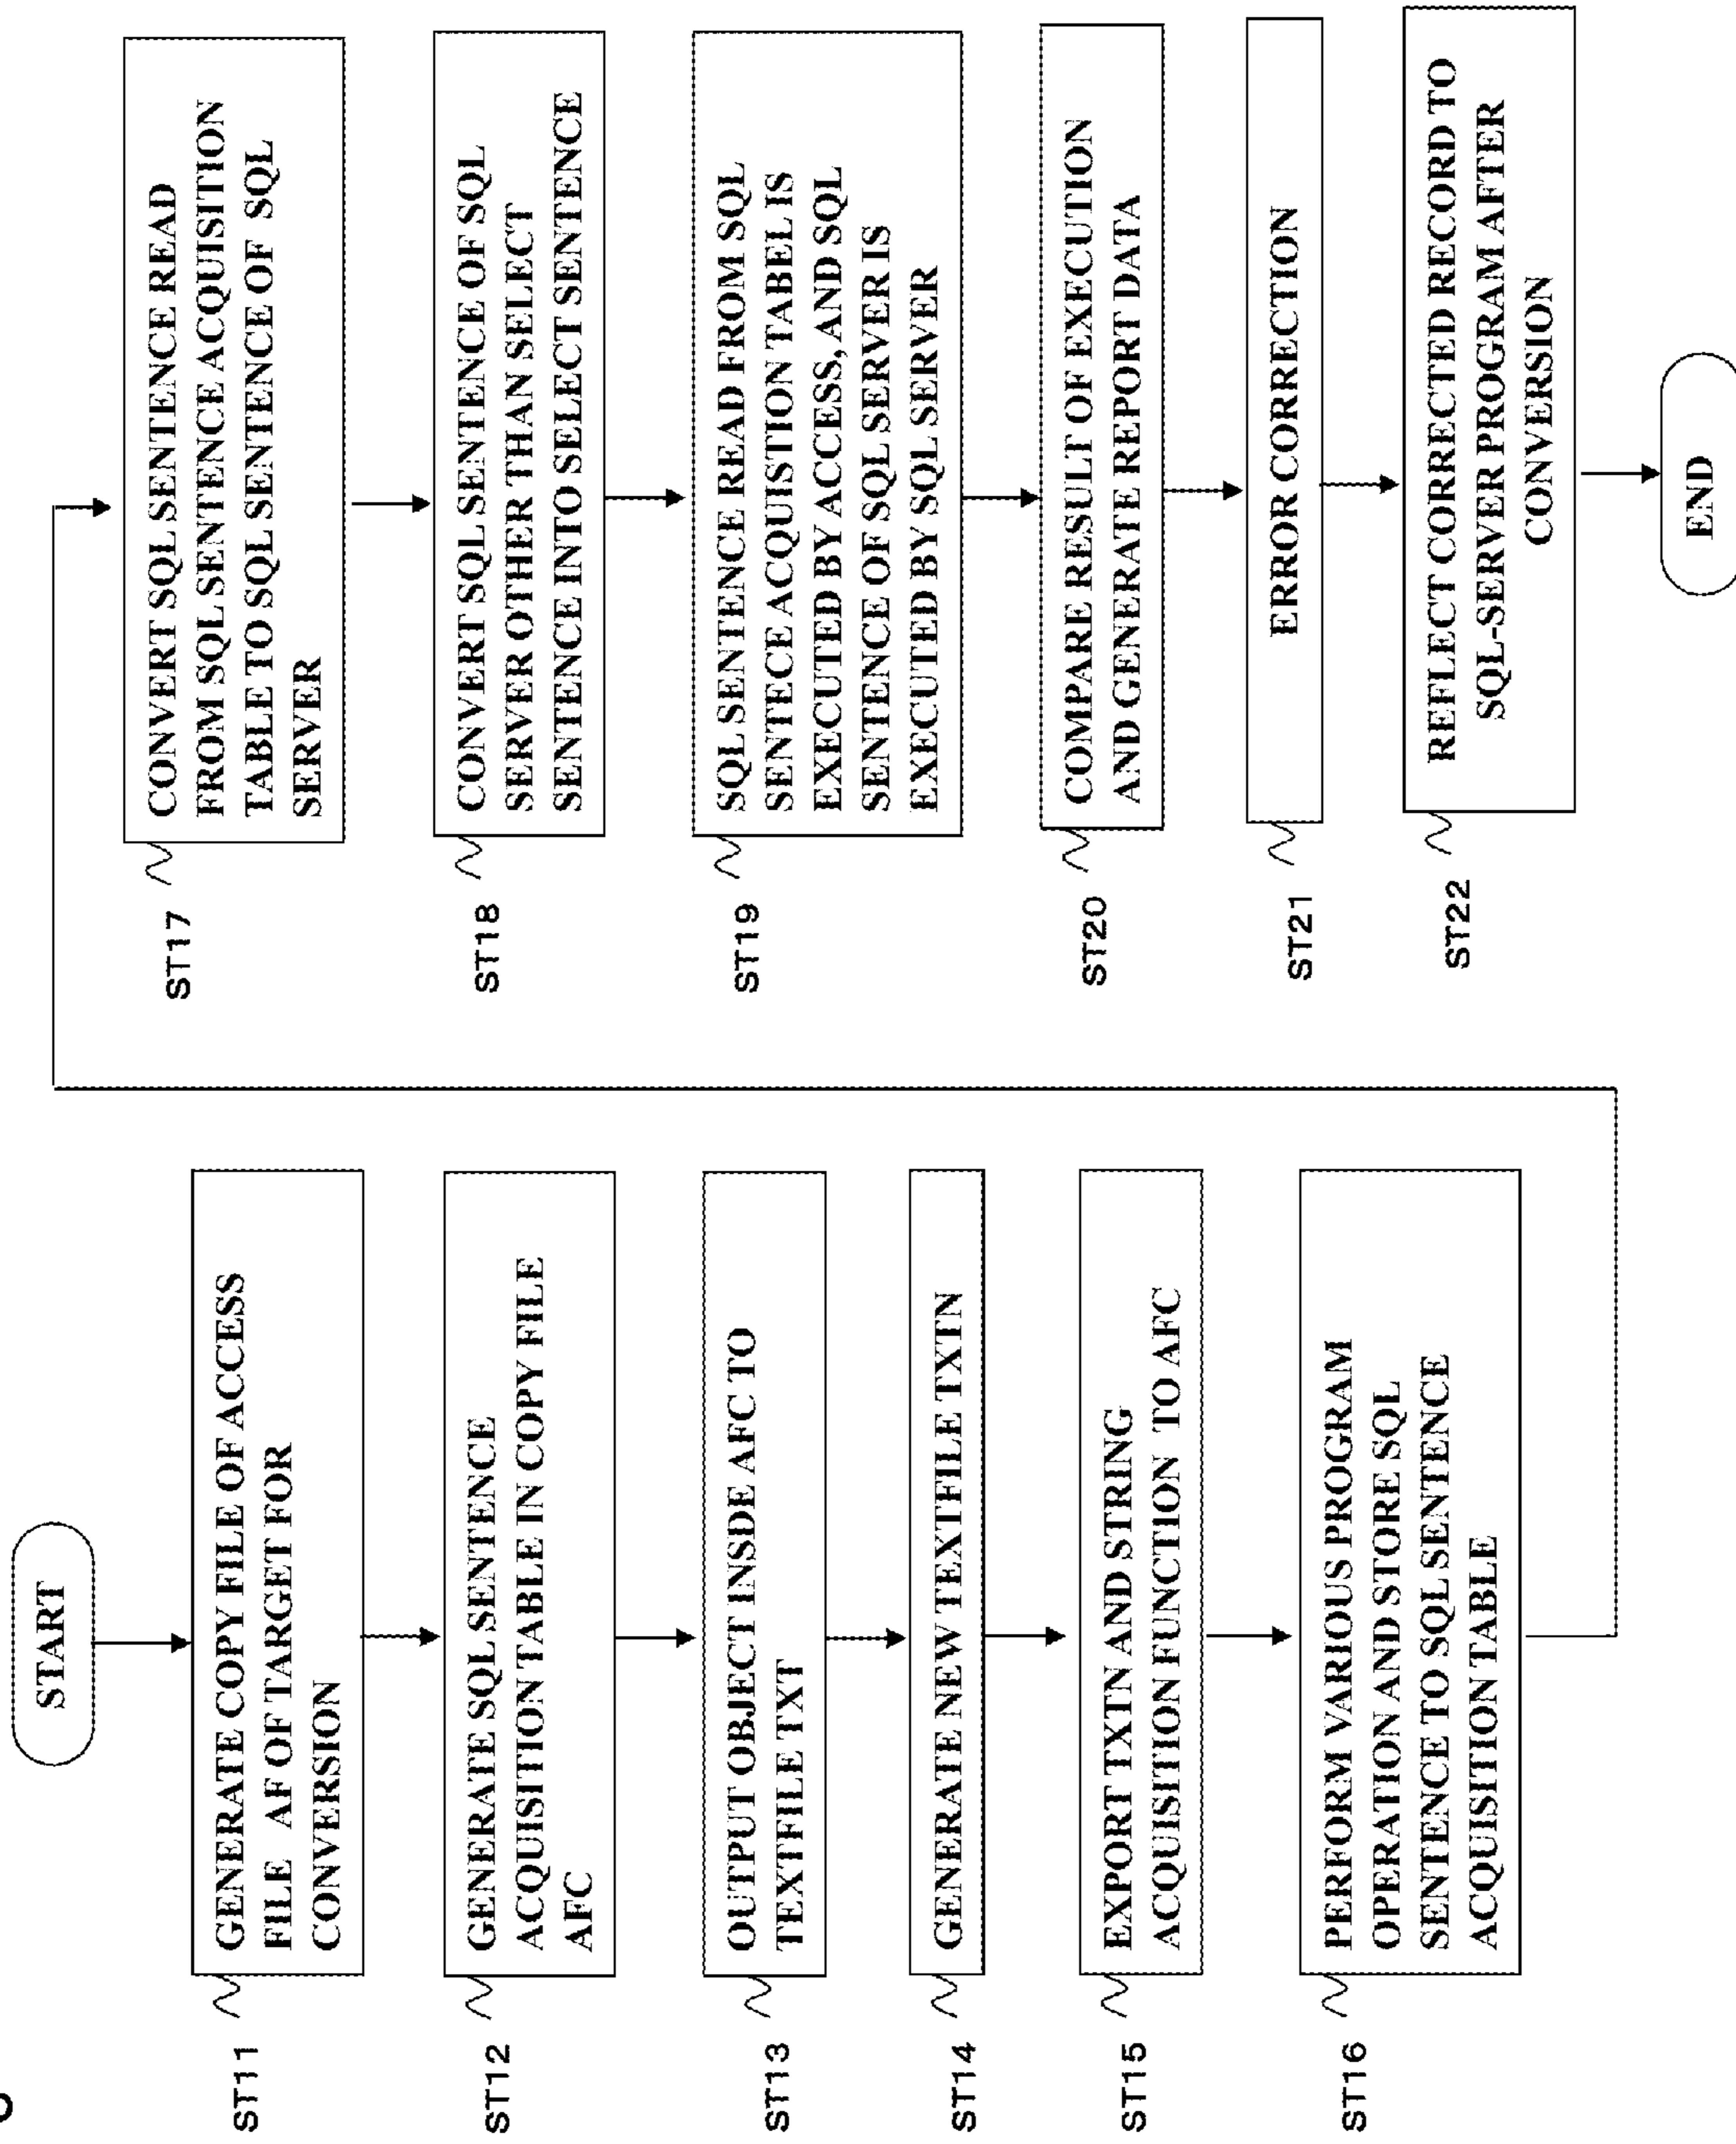 START
ST11
GENERATE COPY FILE OF ACCESS
FILE AF OF TARGET FOR
CONVERSION
ST12
GENERATE SQL SENTENCE
ACQUISITION TABLE IN COPY FILE
AFC
ST13
OUTPUT OBJECT INSDE AFC TO
TEXTFILE TXT
ST14
GENERATE NEW TEXTFILE TXTN
ST15
EXPORT TXTN AND STRING
ACQUISITION FUNCTION TO AFC
ST16
PERFORM VARIOUS PROGRAM
OPERATION AND STORE SQL
SENTENCE TO SQL SENTENCE
ACQUISITION TABLE
ST17
CONVERT SQL SENTENCE READ
FROM SQL SENTENCE ACQUISITION
TABLE TO SQL SENTENCE OF SQL
SERVER
ST18
CONVERT SQL SENTENCE OF SQL
SERVER OTHER THAN SELECT
SENTENCE INTO SELECT SENTENCE
ST19
SQL SENTENCE READ FROM SQL
SENTECE ACQUISTION TABEL IS
EXECUTED BY ACCESS, AND SQL
SENTENCE OF SQL SERVER IS
EXECUTED BY SQL SERVER
ST20
COMPARE RESULT OF EXECUTION
AND GENERATE REPORT DATA
ST21
ERROR CORRECTION
ST22
REFLECT CORRECTED RECORD TO
SQL-SERVER PROGRAM AFTER
CONVERSION
END